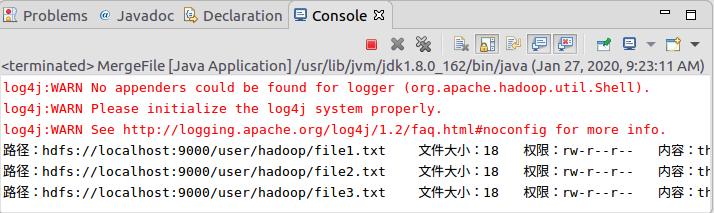 Problems @ Javadoc Declaration Console
<terminated> MergeFile [Java Application] /usr/lib/jvm/jdk1.8.0_162/bin/java (Jan 27, 2020, 9:23:11 AM)
log4j:WARN No appenders could be found for logger (org.apache.hadoop.util.Shell).
log4j:WARN Please initialize the log4j system properly.
log4j:WARN See http://logging.apache.org/log4j/1.2/faq.html#noconfig for more info.
路径：hdfs://localhost:9000/user/hadoop/file1.txt 文件大小：18 权限：rw-r--r-- 内容：th
路径：hdfs://localhost:9000/user/hadoop/file2.txt 文件大小：18 权限：rw-r--r-- 内容：th
路径：hdfs://localhost:9000/user/hadoop/file3.txt 文件大小：18 权限：rw-r--r-- 内容：th